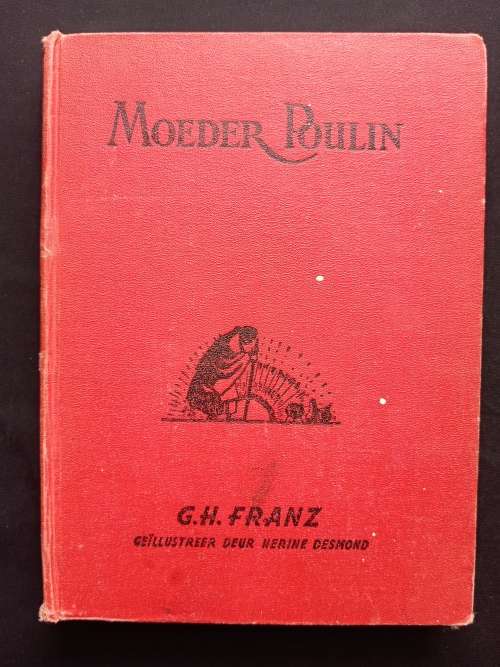 MOEDER POULIN
G.H. FRANZ
GEÏLLUSTREER DEUR NERINE DESMOND